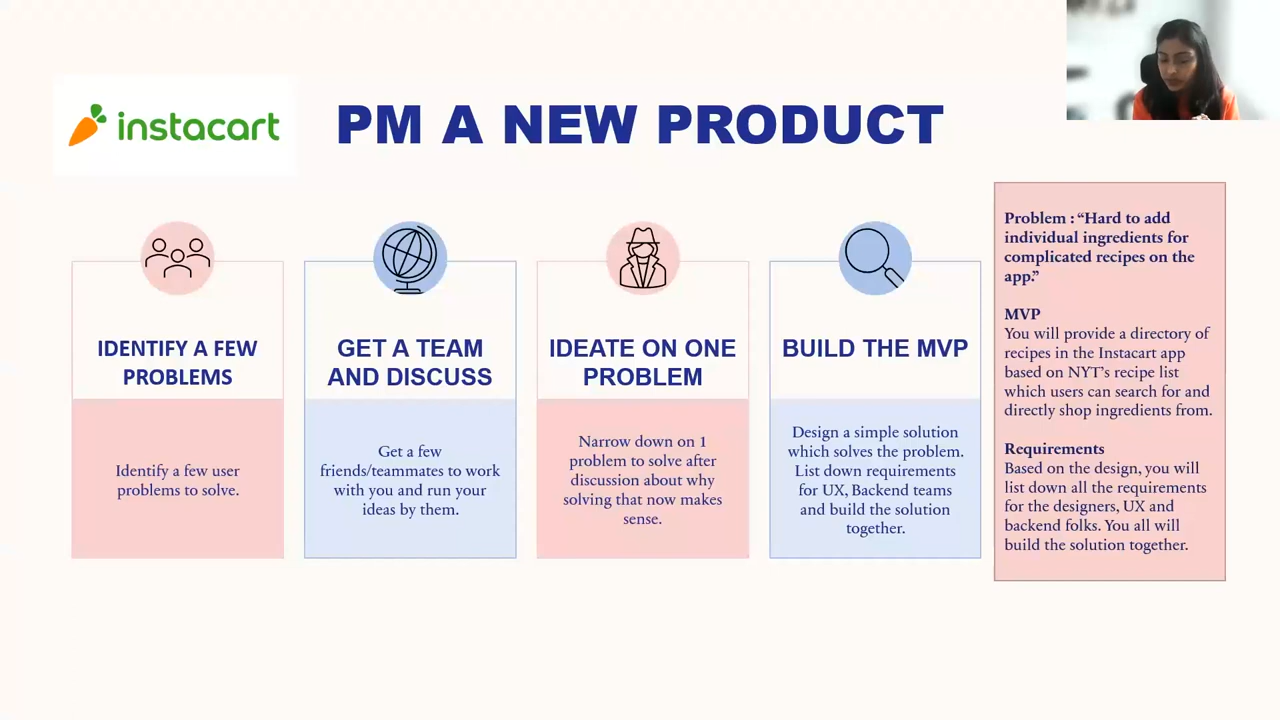 instacart
PM A NEW PRODUCT
IDENTIFY A FEW
PROBLEMS
Identify a few user
problems to solve.
GET A TEAM
AND DISCUSS
Get a few
friends/teammates to work
with you and run your
ideas by them.
IDEATE ON ONE
PROBLEM
Narrow down on 1
problem to solve after
discussion about why
solving that now makes
sense.
BUILD THE MVP
Design a simple solution
which solves the problem.
List down requirements
for UX, Backend teams
and build the solution
together.
Problem : “Hard to add
individual ingredients for
complicated recipes on the
app.”
MVP
You will provide a directory of
recipes in the Instacart app
based on NYT’s recipe list
which users can search for and
directly shop ingredients from.
Requirements
Based on the design, you will
list down all the requirements
for the designers, UX and
backend folks. You all will
build the solution together.